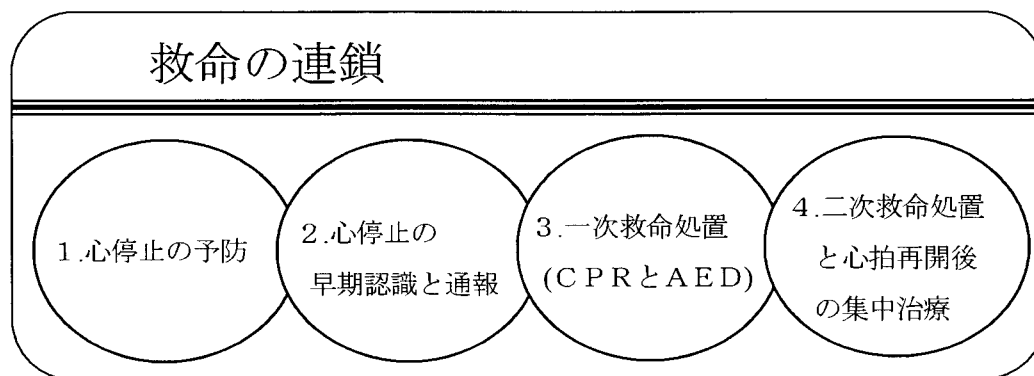 救命の連鎖
1.心停止の予防
2.心停止の
早期認識と通報
3.一次救命処置
(CPRとAED)
4.二次救命処置
と心拍再開後
の集中治療